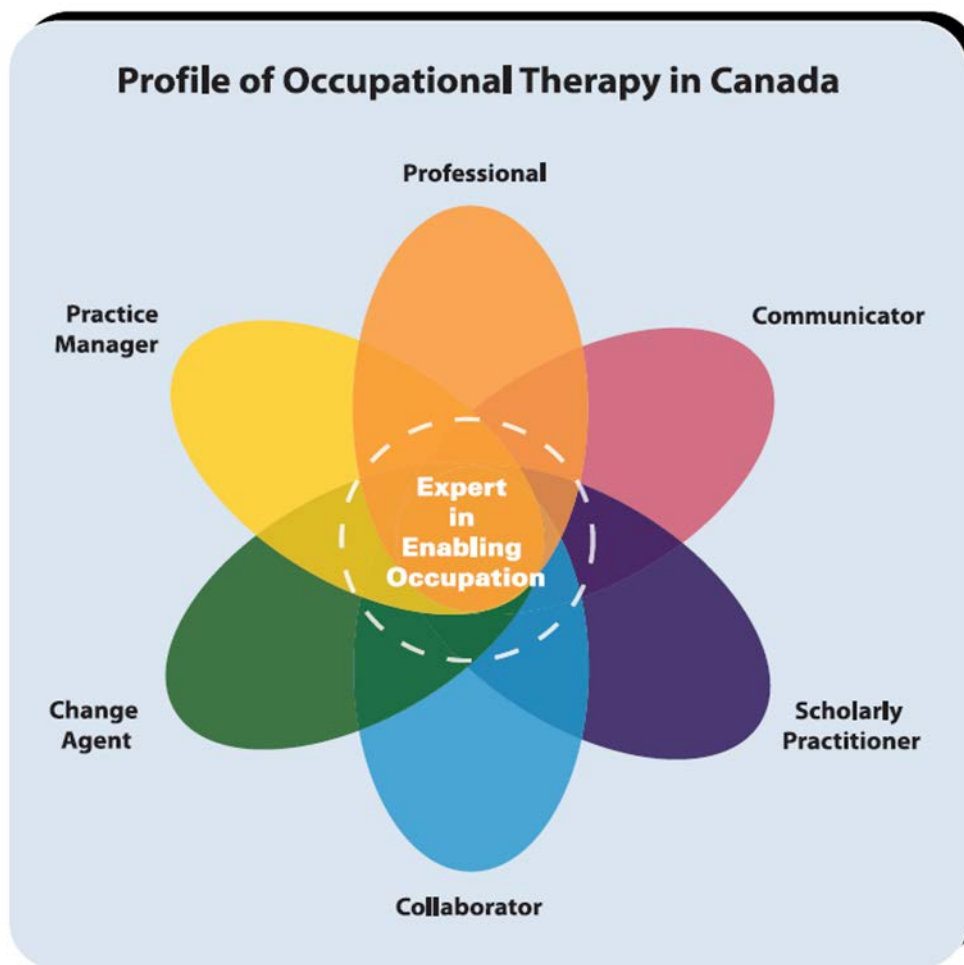 Profile of Occupational Therapy in Canada
Professional
Practice
Manager
Communicator
Expert
in
Enabling
Occupation
Change
Agent
Scholarly
Practitioner
Collaborator